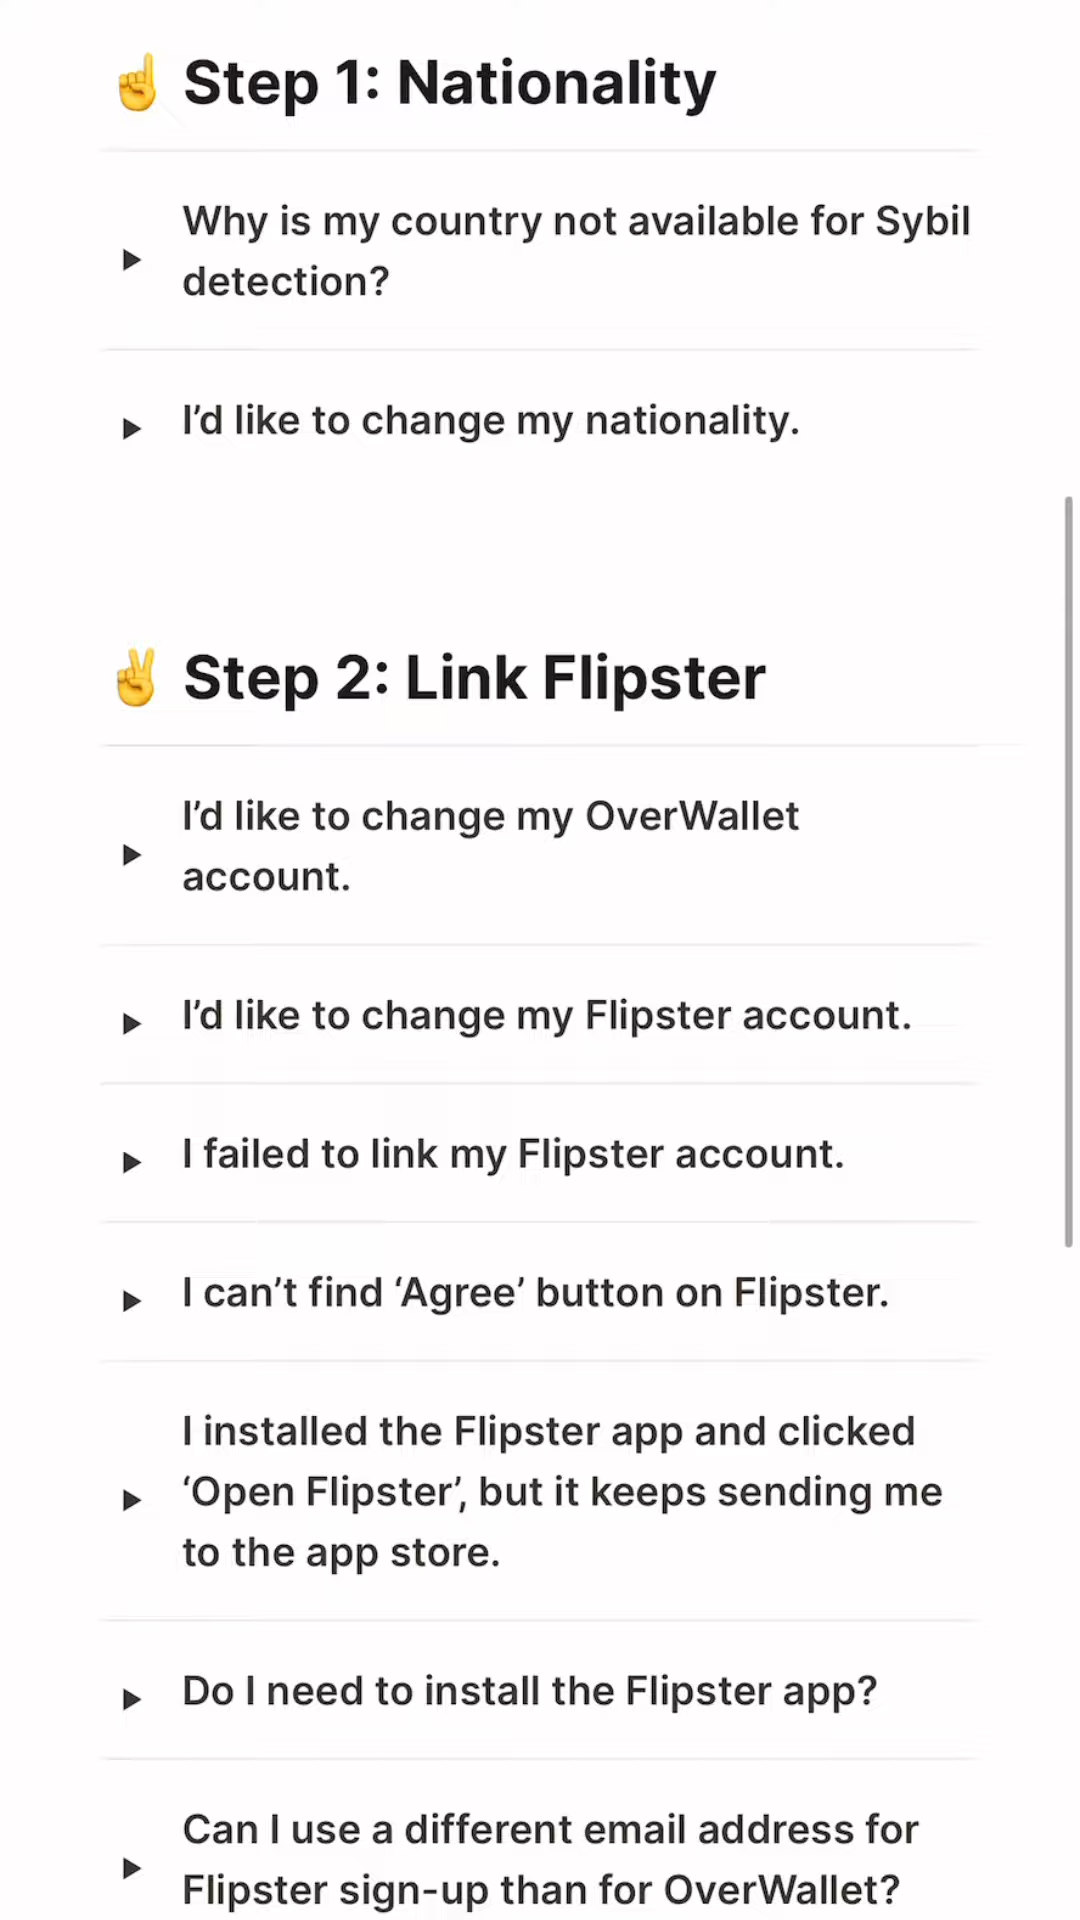 ☝️ Step 1: Nationality
Why is my country not available for Sybil
detection?
I’d like to change my nationality.
✌️ Step 2: Link Flipster
I’d like to change my OverWallet
account.
I’d like to change my Flipster account.
I failed to link my Flipster account.
I can’t find ‘Agree’ button on Flipster.
I installed the Flipster app and clicked
‘Open Flipster’, but it keeps sending me
to the app store.
Do I need to install the Flipster app?
Can I use a different email address for
Flipster sign-up than for OverWallet?